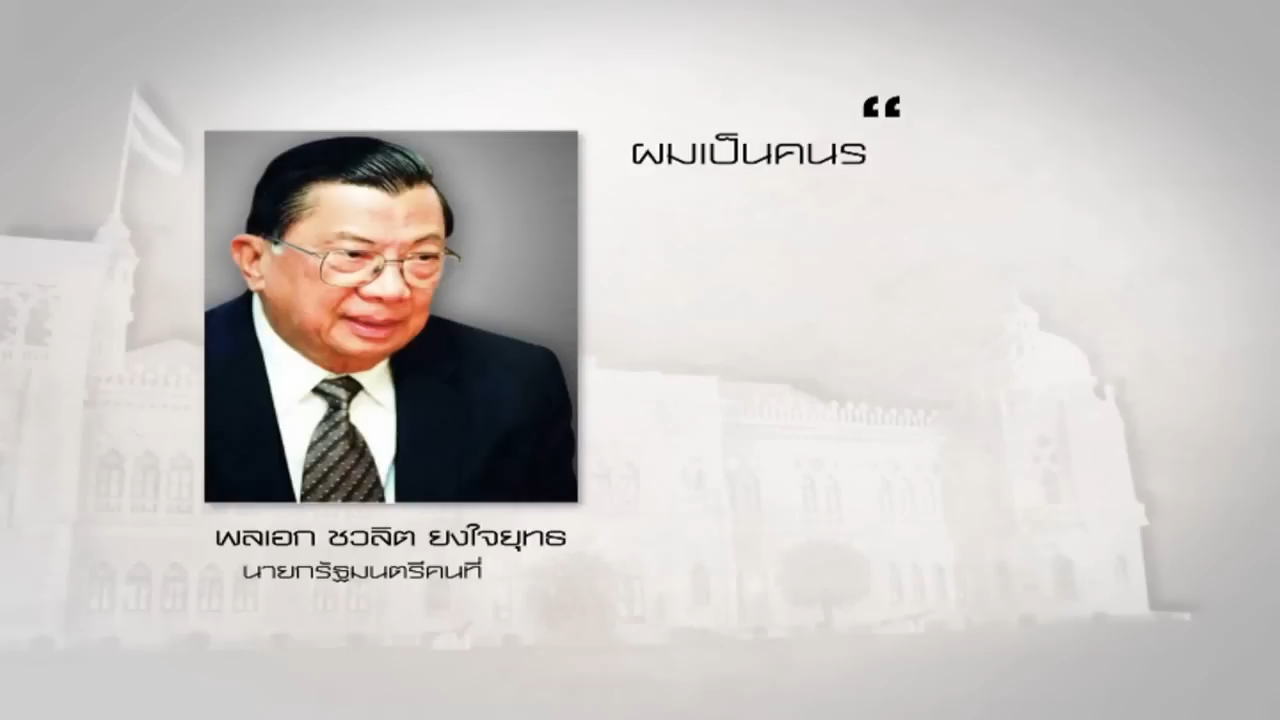 “
ผมเป็นคนร
พลเอก ชวลิต ยงใจยุทธ
นายกรัฐมนตรีคนที่